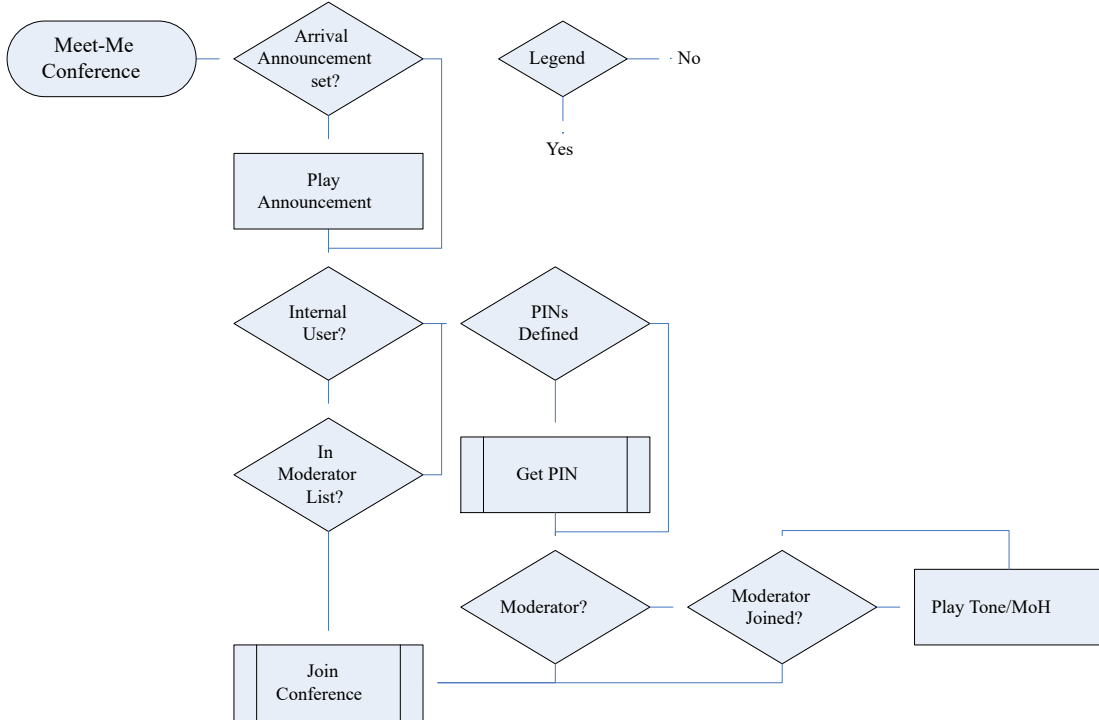 Meet-Me
Conference
Arrival
Announcement
set?
Legend
No
Yes
Play
Announcement
Internal
User?
PINs
Defined
In
Moderator
List?
Get PIN
Moderator?
Moderator
Joined?
Play Tone/MoH
Join
Conference